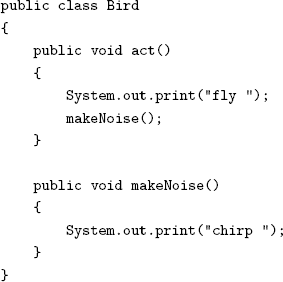 public class Bird
{
    public void act()
    {
        System.out.print("fly ");
        makeNoise();
    }

    public void makeNoise()
    {
        System.out.print("chirp ");
    }
}